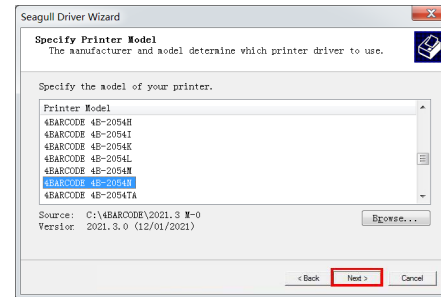 Seagull Driver Wizard
Specify Printer Model
The manufacturer and model determine which printer driver to use.
Specify the model of your printer.
Printer Model
4BARCODE 4B-2054H
4BARCODE 4B-2054I
4BARCODE 4B-2054K
4BARCODE 4B-2054L
4BARCODE 4B-2054M
4BARCODE 4B-2054N
4BARCODE 4B-2054TA
Source: C:\4BARCODE\2021.3 M-0
Version 2021.3.0 (12/01/2021)
Browse...
< Back Next > Cancel